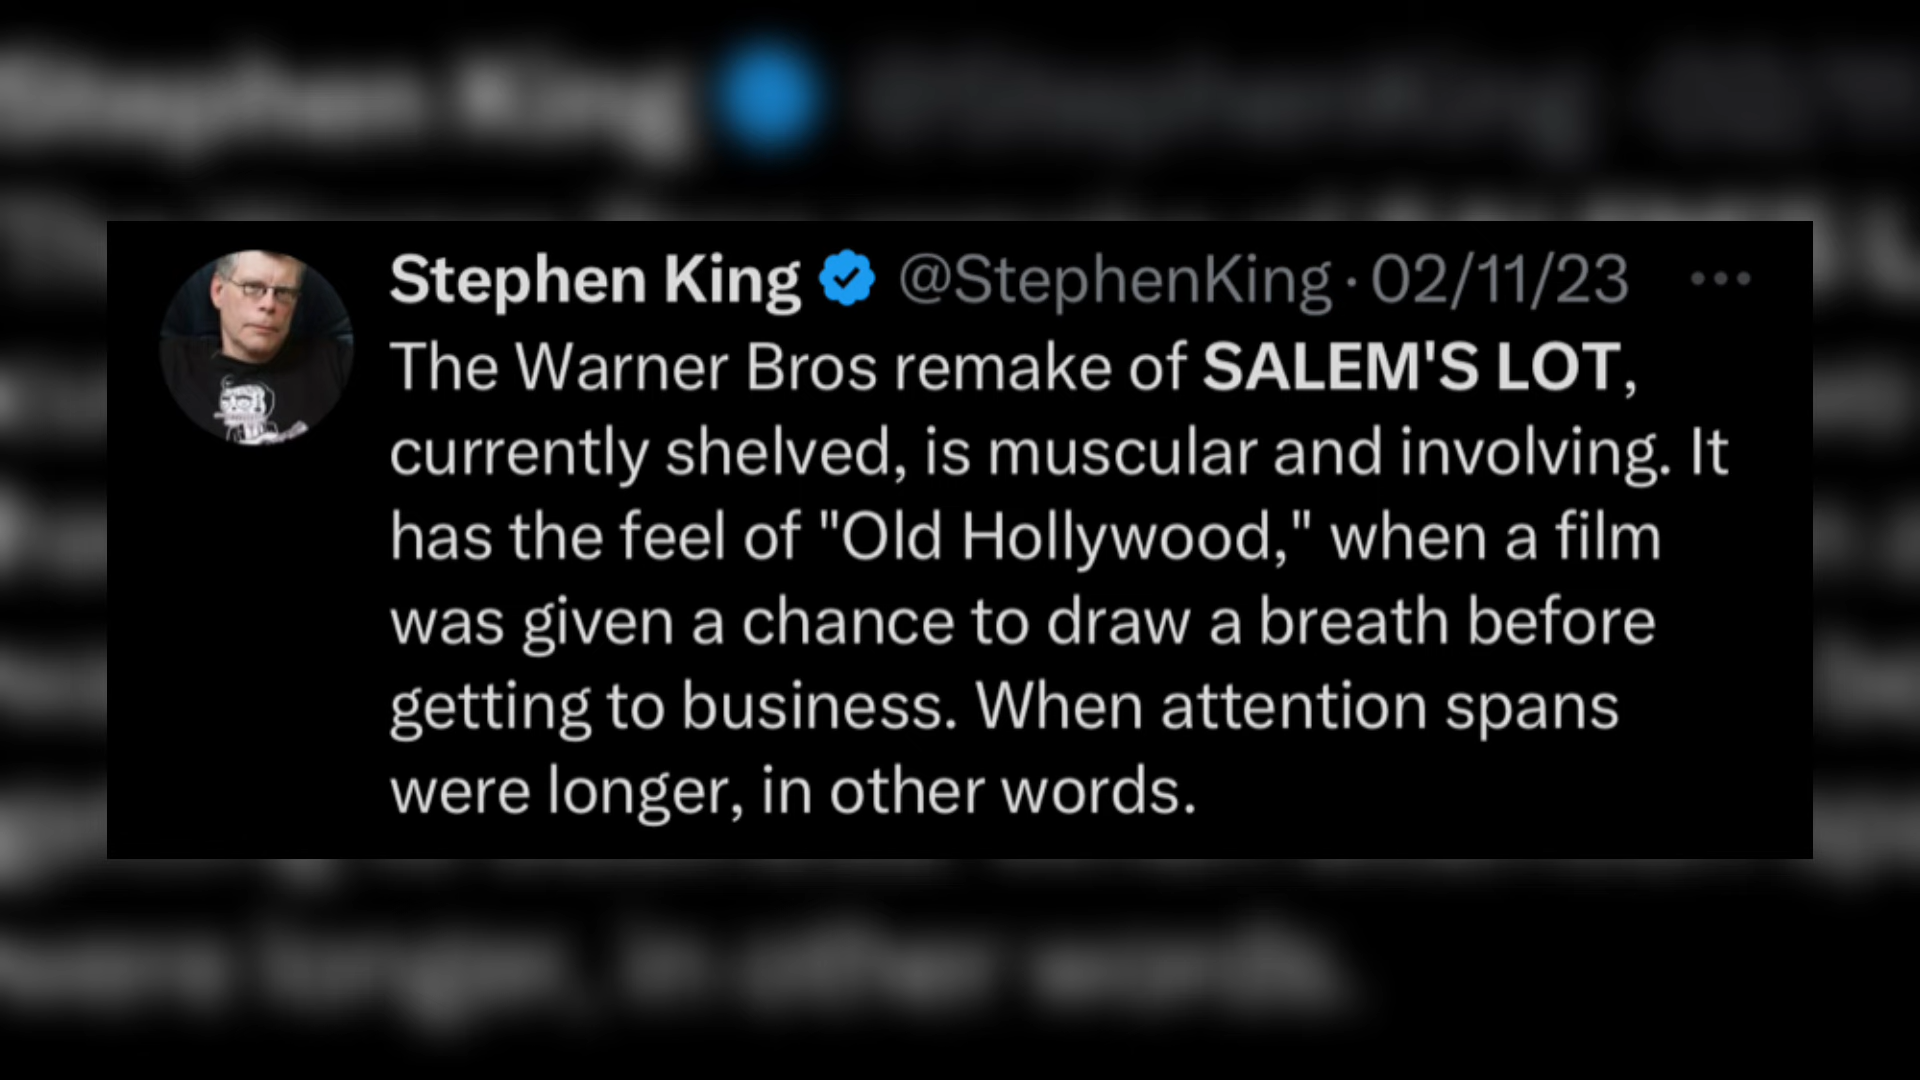 Stephen King @StephenKing · 02/11/23 ...
The Warner Bros remake of SALEM'S LOT,
currently shelved, is muscular and involving. It
has the feel of "Old Hollywood," when a film
was given a chance to draw a breath before
getting to business. When attention spans
were longer, in other words.